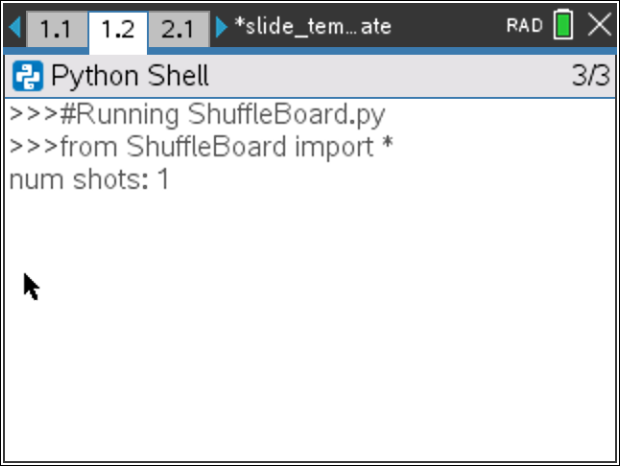 1.1 1.2 2.1 *slide_tem...ate RAD
Python Shell 3/3
>>>#Running ShuffleBoard.py
>>>from ShuffleBoard import *
num shots: 1